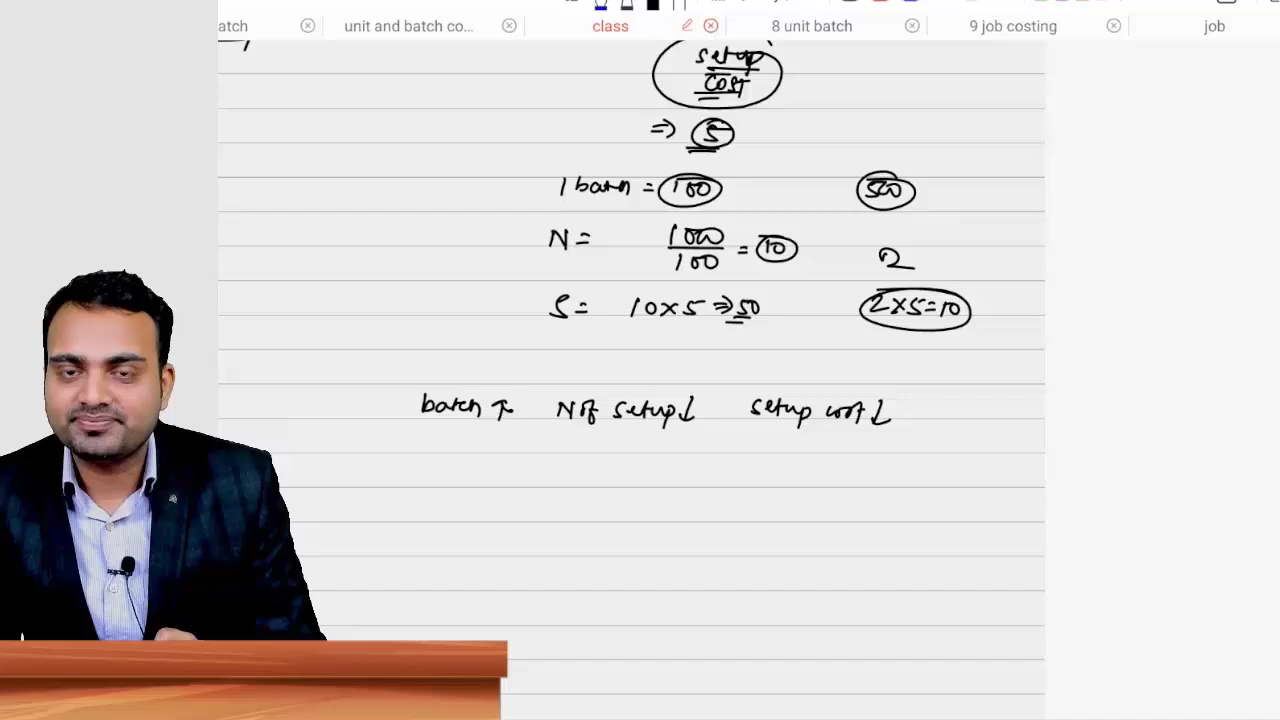 atch unit and batch co... class 8 unit batch 9 job costing job
setup
cost
⇒ 5
1 batch = 100 500
N = 1000/100 = 10 2
S = 10×5 ⇒ 50 2×5=10
batch ↑ N of setup ↓ setup cost ↓